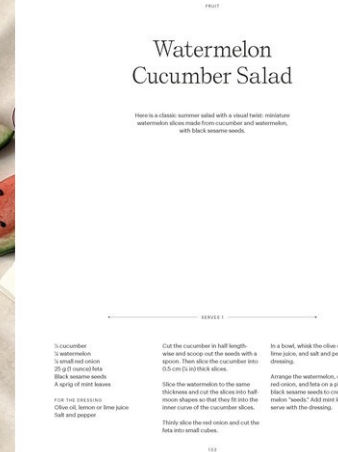 FRUIT
Watermelon
Cucumber Salad
Here is a classic summer salad with a visual twist: miniature
watermelon slices made from cucumber and watermelon,
with black sesame seeds.
SERVES 1
cucumber
watermelon
small red onion
25 g (1 ounce) feta
Black sesame seeds
A sprig of mint leaves
FOR THE DRESSING
Olive oil, lemon or lime juice
Salt and pepper
Cut the cucumber in half length-
wise and scoop out the seeds with a
spoon. Then slice the cucumber into
0.5 cm (¼ in) thick slices.
Slice the watermelon to the same
thickness and cut the slices into half-
moon shapes so that they fit into the
inner curve of the cucumber slices.
Thinly slice the red onion and cut the
feta into small cubes.
In a bowl, whisk the olive
lime juice, and salt and pe
dressing.
Arrange the watermelon,
red onion, and feta on a p
black sesame seeds to cr
melon "seeds." Add mint l
serve with the dressing.